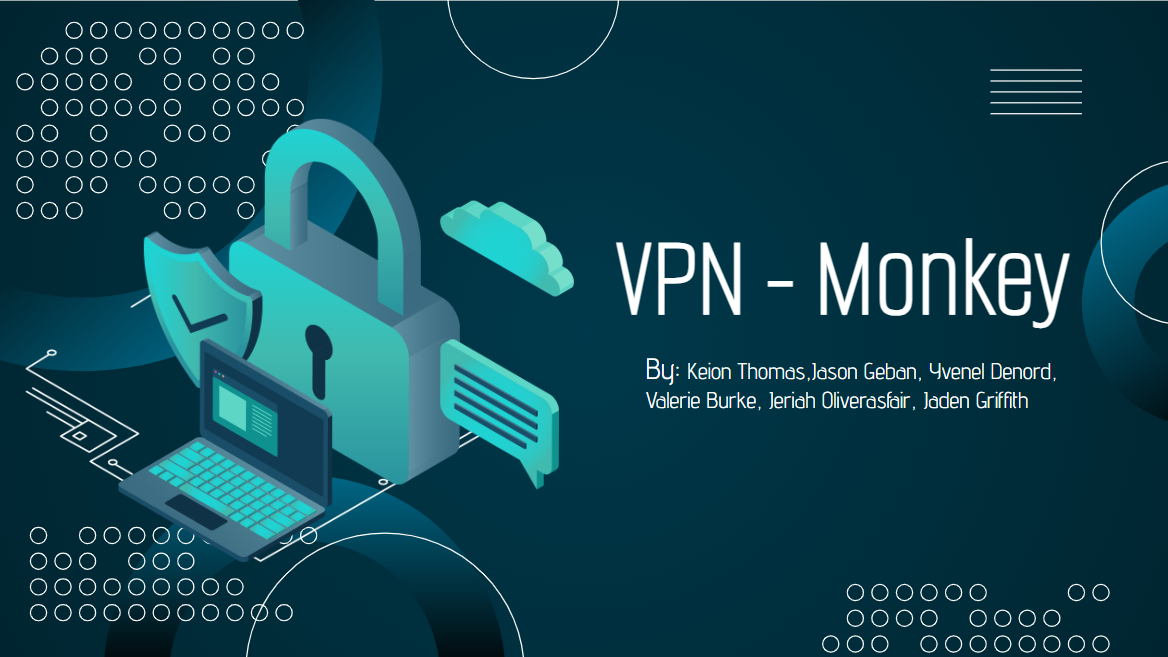 VPN - Monkey
By: Keion Thomas,Jason Geban, Yvenel Denord,
Valerie Burke, Jeriah Oliverasfair, Jaden Griffith